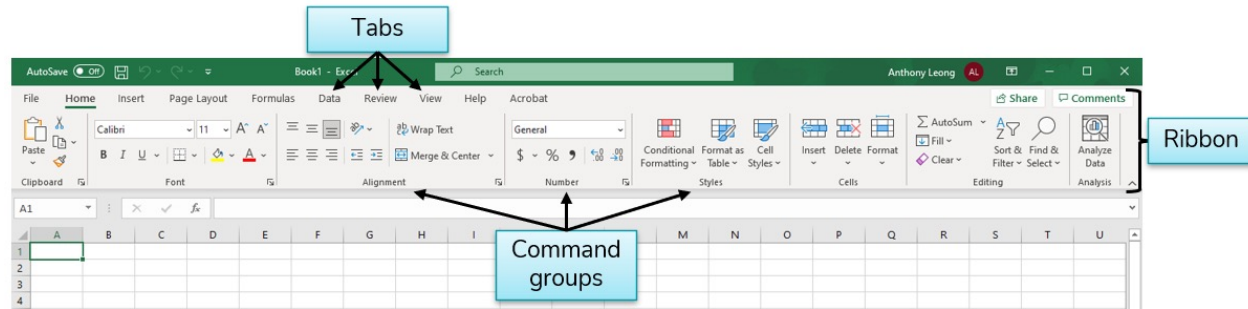 Tabs
AutoSave Off Book1 - Excel Search Anthony Leong AL
File Home Insert Page Layout Formulas Data Review View Help Acrobat Share Comments
Ribbon
Paste Calibri 11 A A Wrap Text General Conditional Formatting Format as Table Cell Styles Insert Delete Format AutoSum Fill Clear Sort & Filter Find & Select Analyze Data
B I U A Merge & Center $ % 9
Clipboard Font Alignment Number Styles Cells Editing Analysis
A1 fx
A B C D E F G H I M N O P Q R S T U
Command
groups
1
2
3
4